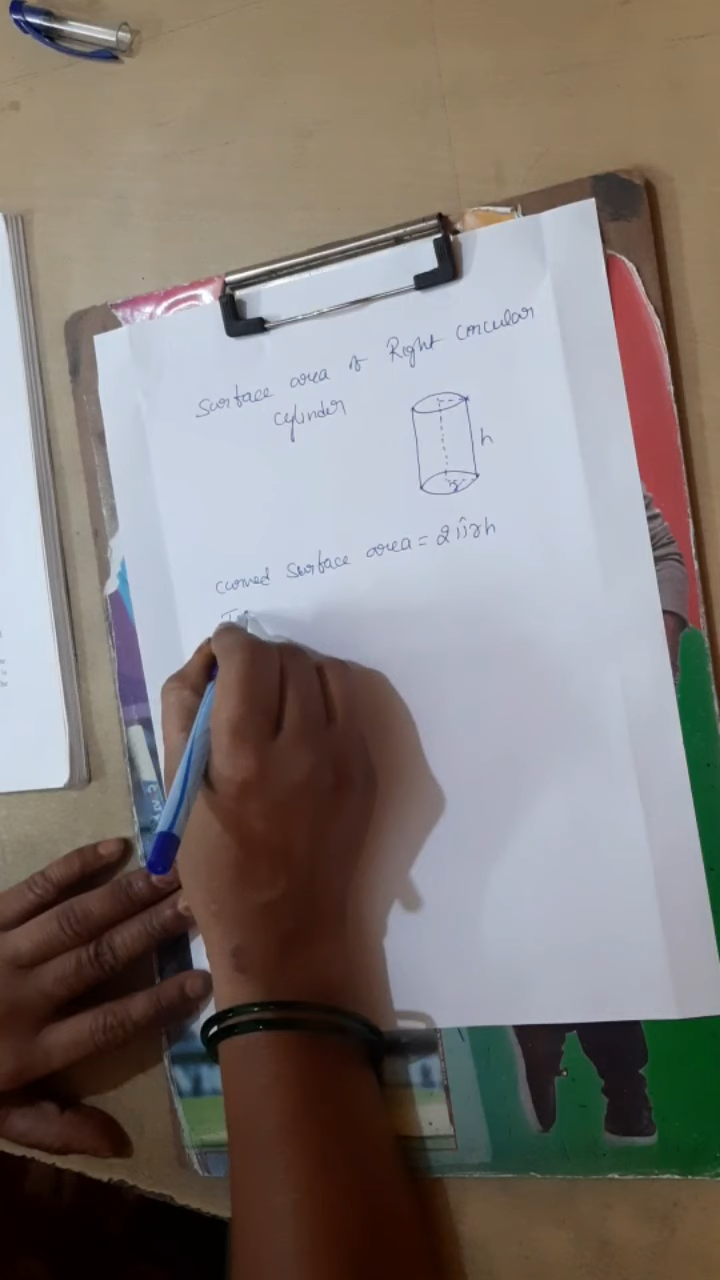 Surface area of Right Circular
cylinder
h
r
curved Surface area = 2πrh